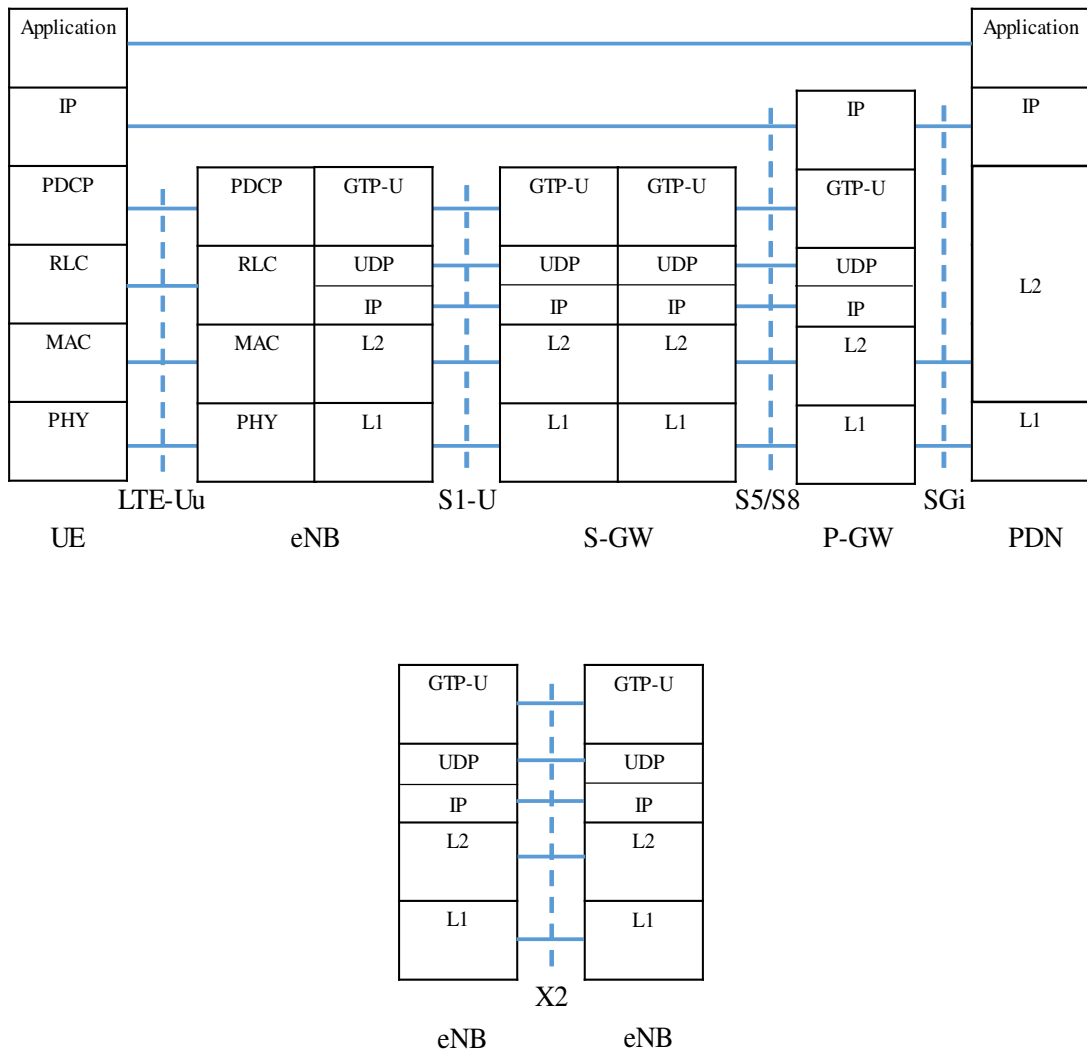 Application Application
IP IP IP
PDCP PDCP GTP-U GTP-U GTP-U GTP-U
RLC RLC UDP UDP UDP UDP
IP IP IP IP
L2
MAC MAC L2 L2 L2 L2
PHY PHY L1 L1 L1 L1 L1
LTE-Uu S1-U S5/S8 SGi
UE eNB S-GW P-GW PDN
GTP-U GTP-U
UDP UDP
IP IP
L2 L2
L1 L1
X2
eNB eNB